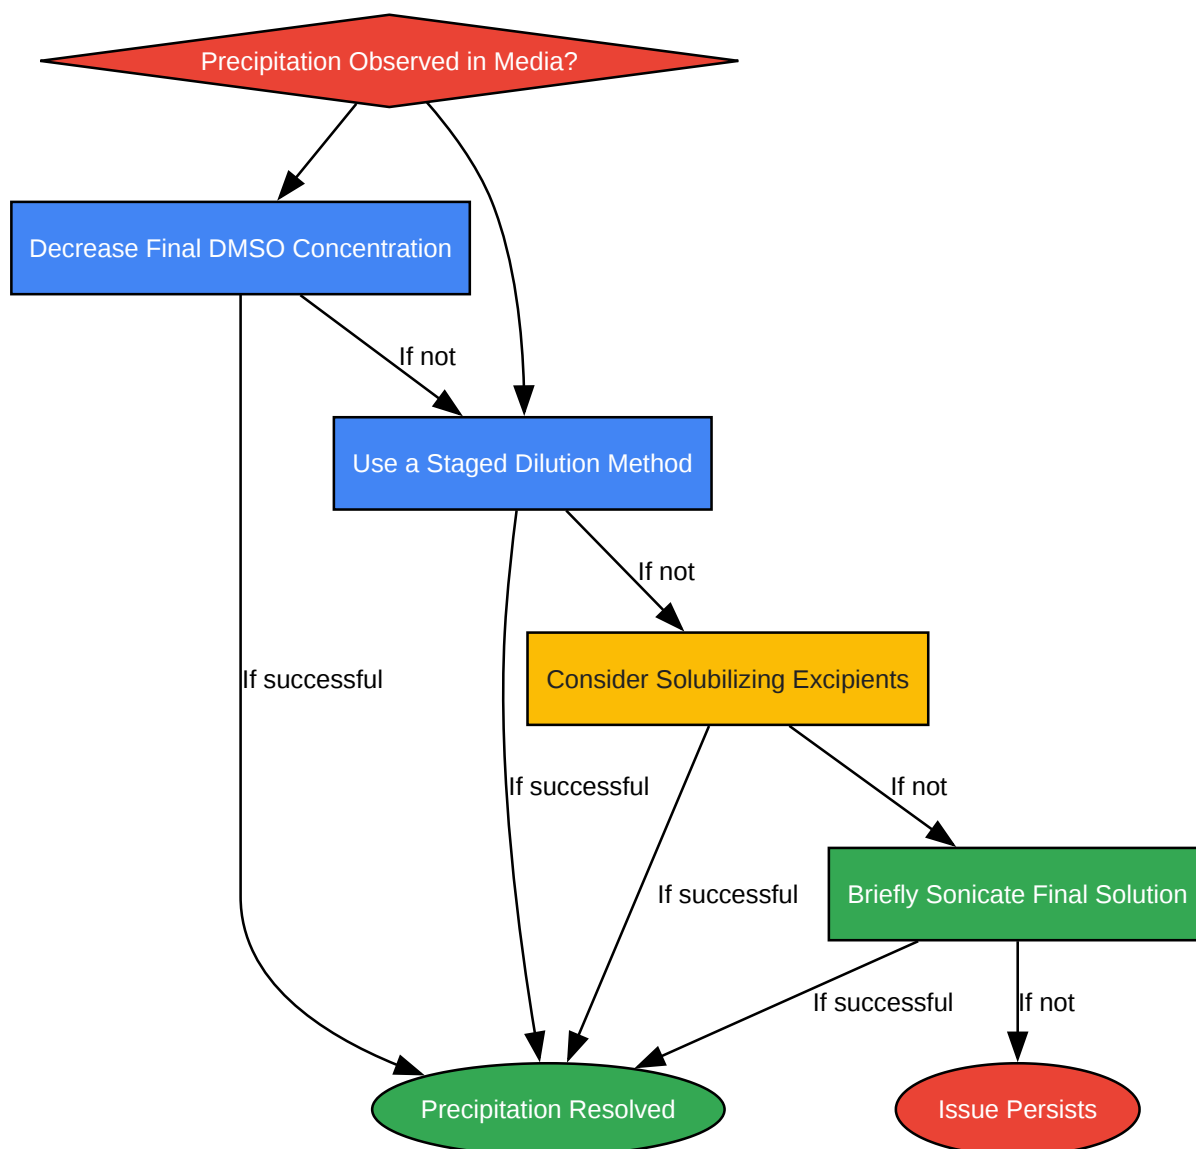 Precipitation Observed in Media?
Decrease Final DMSO Concentration
If not
Use a Staged Dilution Method
If not
If successful
Consider Solubilizing Excipients
If successful
If not
If successful
Briefly Sonicate Final Solution
If successful
If not
Precipitation Resolved
Issue Persists